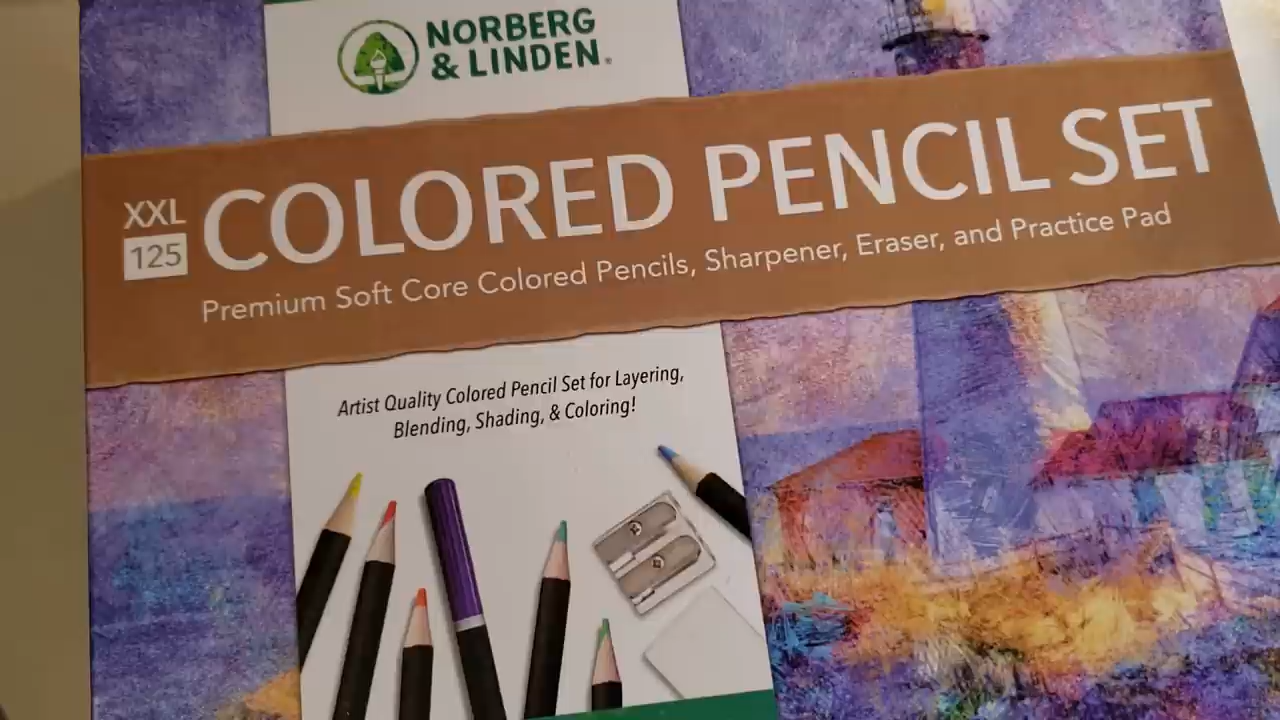 NORBERG
& LINDEN®
XXL
125
COLORED PENCIL SET
Premium Soft Core Colored Pencils, Sharpener, Eraser, and Practice Pad
Artist Quality Colored Pencil Set for Layering,
Blending, Shading, & Coloring!